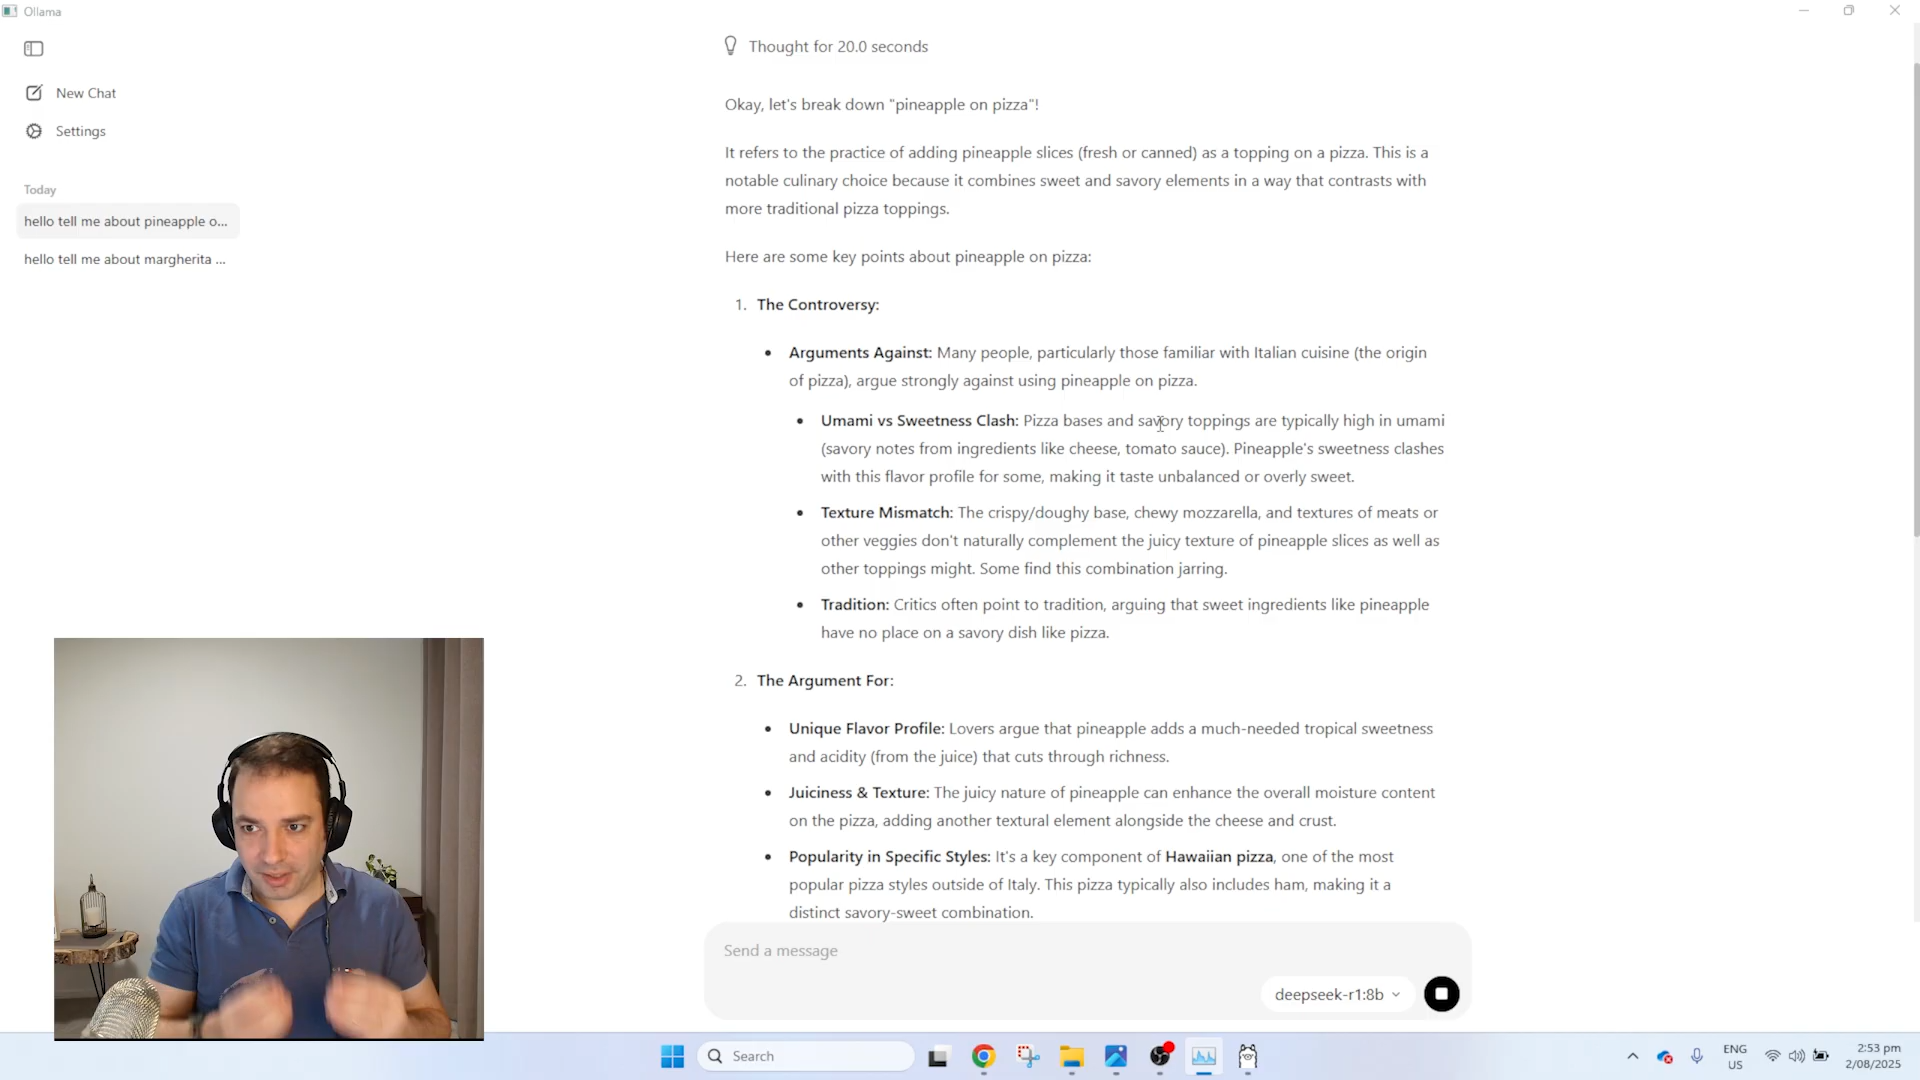 Ollama
New Chat
Settings
Today
hello tell me about pineapple o...
hello tell me about margherita ...
Thought for 20.0 seconds
Okay, let's break down "pineapple on pizza"!
It refers to the practice of adding pineapple slices (fresh or canned) as a topping on a pizza. This is a
notable culinary choice because it combines sweet and savory elements in a way that contrasts with
more traditional pizza toppings.
Here are some key points about pineapple on pizza:
1. The Controversy:
• Arguments Against: Many people, particularly those familiar with Italian cuisine (the origin
of pizza), argue strongly against using pineapple on pizza.
• Umami vs Sweetness Clash: Pizza bases and savory toppings are typically high in umami
(savory notes from ingredients like cheese, tomato sauce). Pineapple's sweetness clashes
with this flavor profile for some, making it taste unbalanced or overly sweet.
• Texture Mismatch: The crispy/doughy base, chewy mozzarella, and textures of meats or
other veggies don't naturally complement the juicy texture of pineapple slices as well as
other toppings might. Some find this combination jarring.
• Tradition: Critics often point to tradition, arguing that sweet ingredients like pineapple
have no place on a savory dish like pizza.
2. The Argument For:
• Unique Flavor Profile: Lovers argue that pineapple adds a much-needed tropical sweetness
and acidity (from the juice) that cuts through richness.
• Juiciness & Texture: The juicy nature of pineapple can enhance the overall moisture content
on the pizza, adding another textural element alongside the cheese and crust.
• Popularity in Specific Styles: It's a key component of Hawaiian pizza, one of the most
popular pizza styles outside of Italy. This pizza typically also includes ham, making it a
distinct savory-sweet combination.
Send a message
deepseek-r1:8b
Search
ENG
US
2:53 pm
2/08/2025